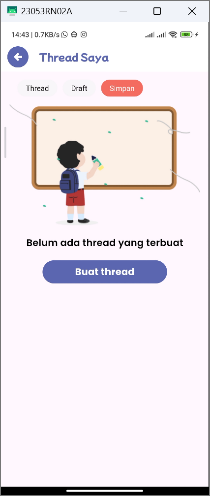 23053RN02A
14:43 | 0.7KB/s
Thread Saya
Thread Draft Simpan
Belum ada thread yang terbuat
Buat thread